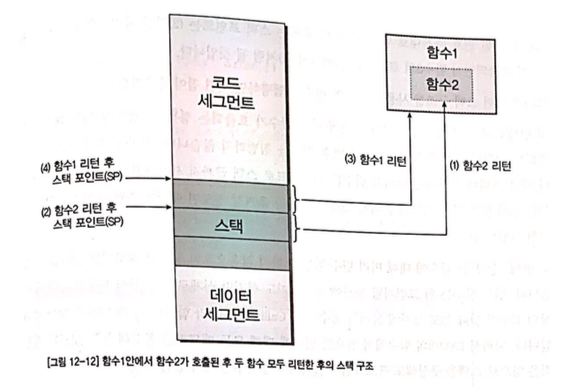 코드
세그먼트
함수1
함수2
(4) 함수1 리턴 후
스택 포인트(SP)
(3) 함수1 리턴
(1) 함수2 리턴
(2) 함수2 리턴 후
스택 포인트(SP)
스택
데이터
세그먼트
[그림 12-12] 함수1안에서 함수2가 호출된 후 두 함수 모두 리턴한 후의 스택 구조